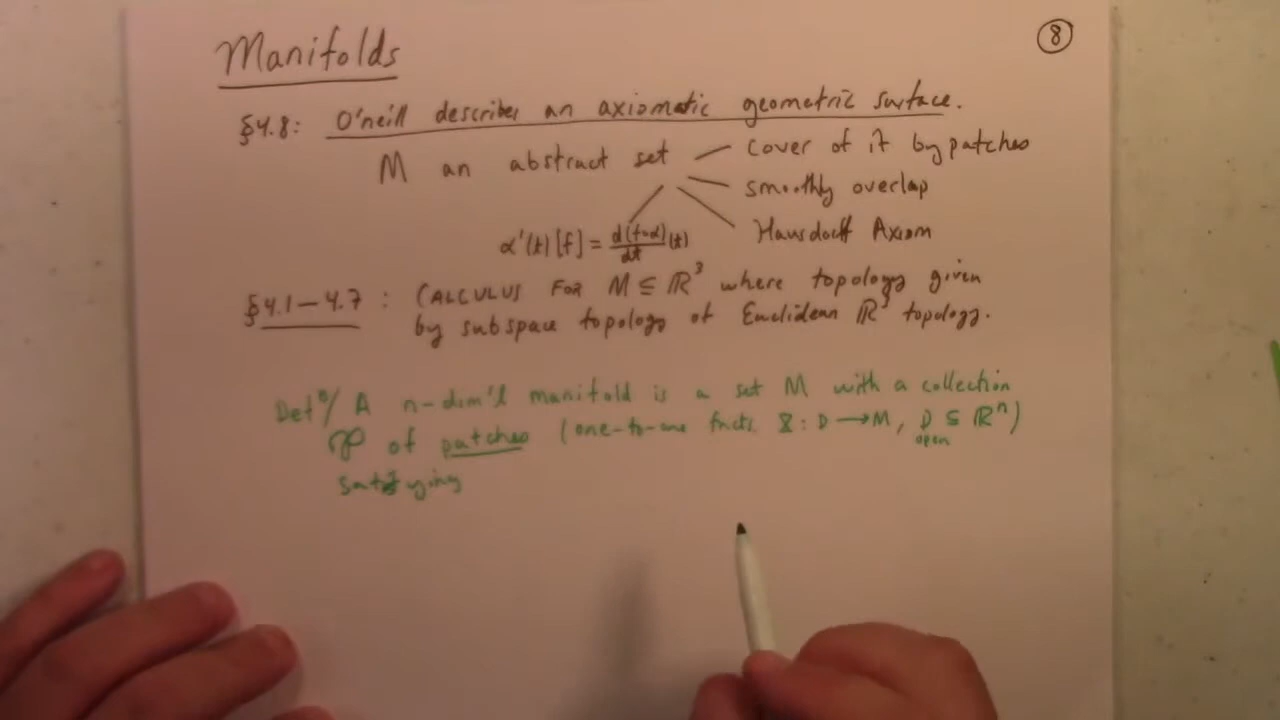 Manifolds
⑧
§4.8: O'neill describes an axiomatic geometric surface.
M an abstract set
cover of it by patches
smoothly overlap
Hausdorff Axiom
α'(t)[f] = d(f∘α)/dt (t)
§4.1-4.7: CALCULUS FOR M ⊆ ℝ³ where topology given
by subspace topology of Euclidean ℝ³ topology.
Defⁿ/ A n-dim'l manifold is a set M with a collection
𝒫 of patches (one-to-one fncts. X: D → M, D ⊆ ℝⁿ)
open
satisfying